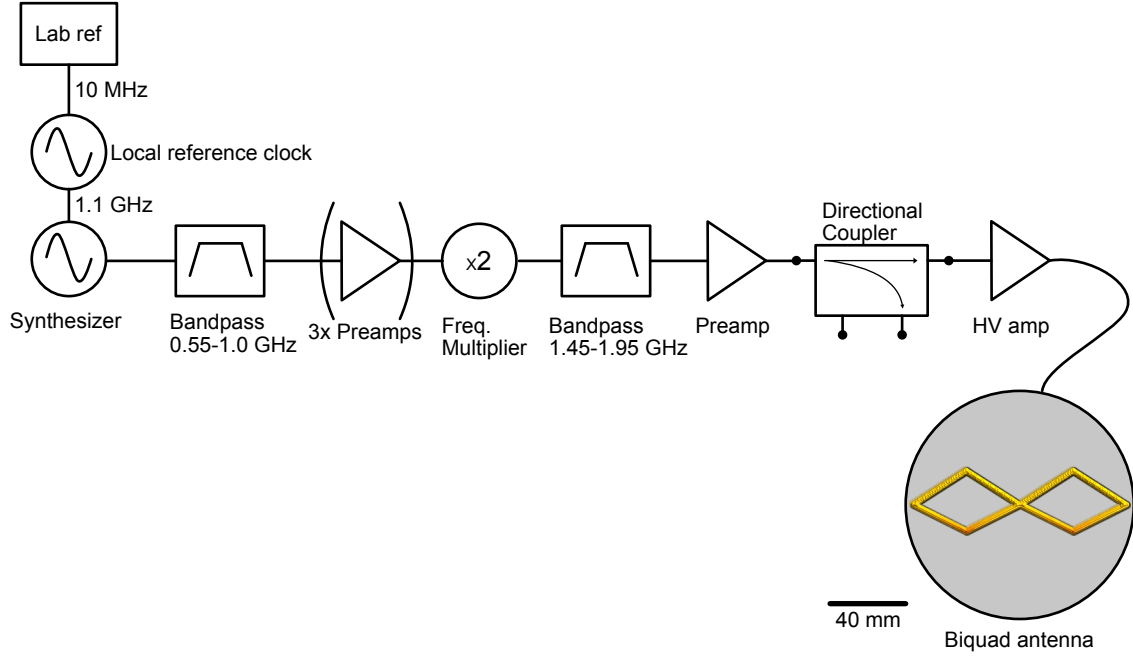 Lab ref
10 MHz
Local reference clock
1.1 GHz
Synthesizer
Bandpass
0.55-1.0 GHz
3x Preamps
x2
Freq.
Multiplier
Bandpass
1.45-1.95 GHz
Preamp
Directional
Coupler
HV amp
40 mm
Biquad antenna